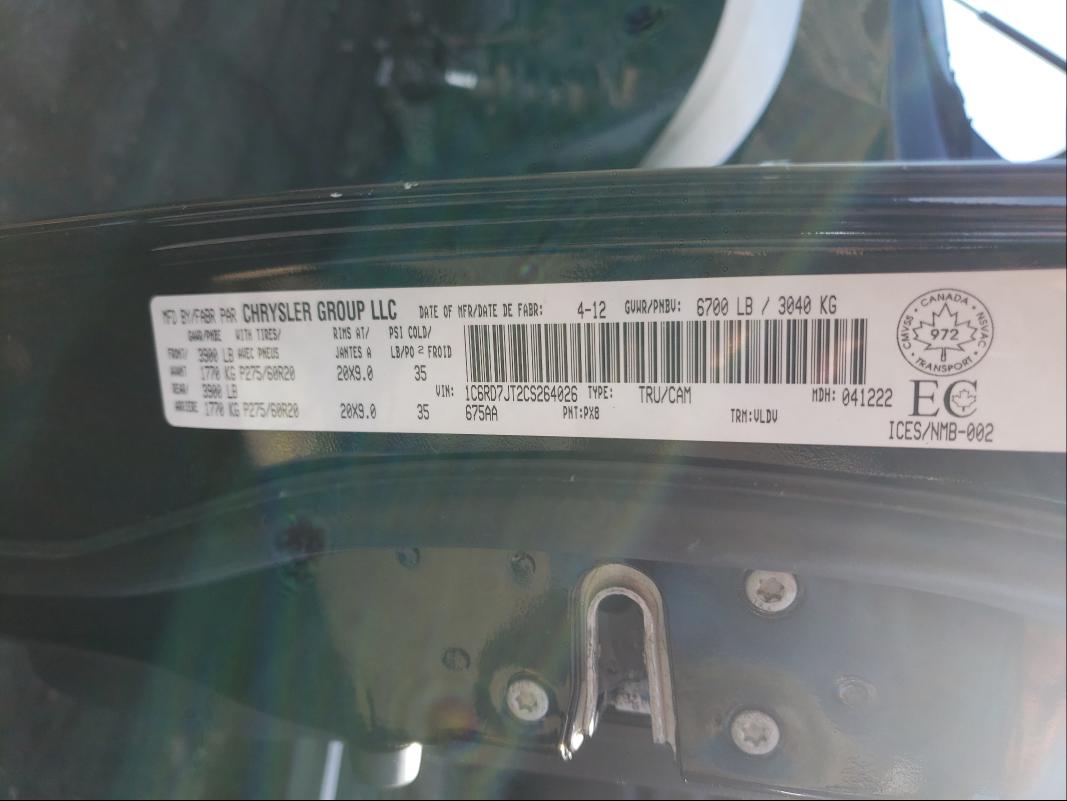 MFD BY/FABR PAR CHRYSLER GROUP LLC DATE OF MFR/DATE DE FABR: 4-12 GVWR/PNBV: 6700 LB / 3040 KG
GAWR/PNBE WITH TIRES/ RIMS AT/ PSI COLD/
FRONT/ 3900 LB AVEC PNEUS JANTES A LB/PO 2 FROID
AVANT 1770 KG P275/60R20 20X9.0 35
REAR/ 3900 LB VIN: 1C6RD7JT2CS264026 TYPE: TRU/CAM MDH: 041222
ARRIERE 1770 KG P275/60R20 20X9.0 35 675AA PNT:PX8 TRM:VLDV
CANADA
CMVSS 972 NSVAC
TRANSPORT
EC
ICES/NMB-002